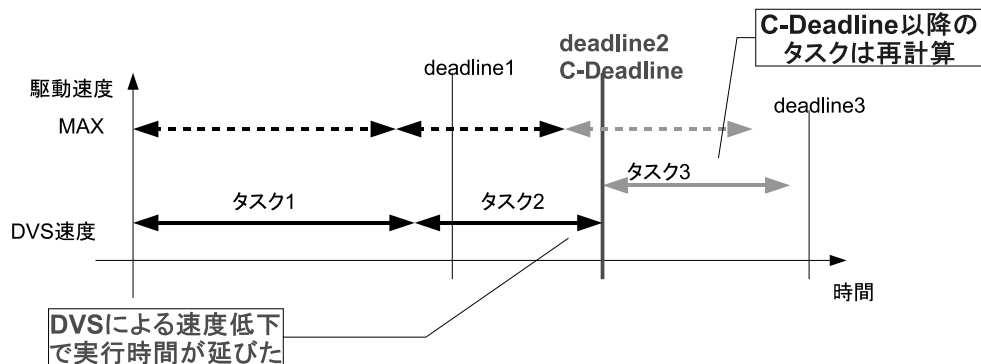 C-Deadline以降の
タスクは再計算
deadline2
C-Deadline
deadline1
deadline3
駆動速度
MAX
タスク3
タスク1
タスク2
DVS速度
時間
DVSによる速度低下
で実行時間が延びた